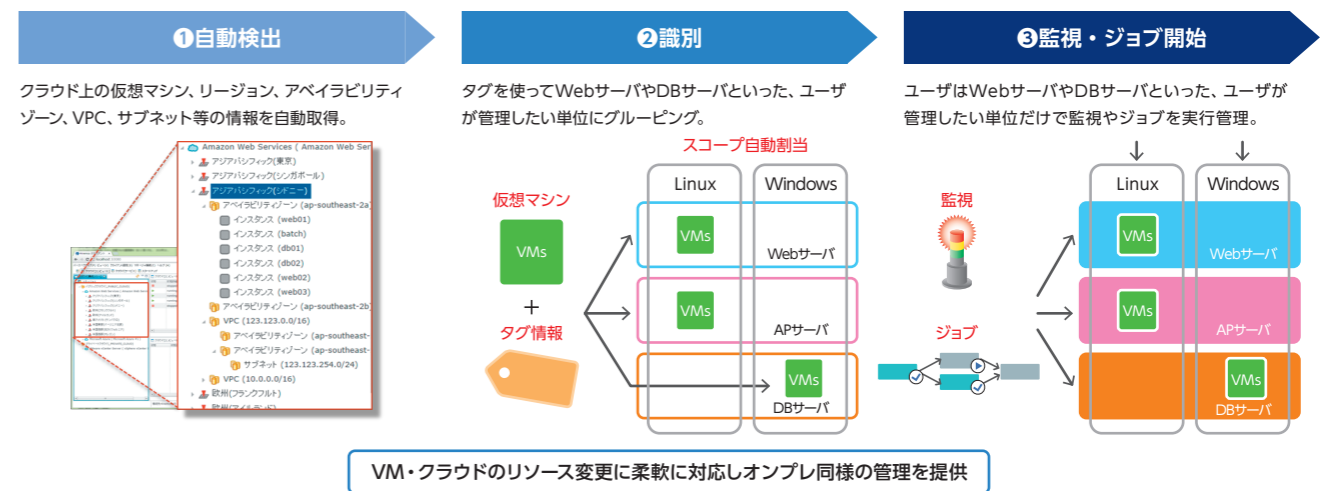 ❶自動検出
クラウド上の仮想マシン、リージョン、アベイラビリティ
ゾーン、VPC、サブネット等の情報を自動取得。
Amazon Web Services ( Amazon Web Ser
アジアパシフィック(東京)
アジアパシフィック(シンガポール)
アジアパシフィック(シドニー)
アベイラビリティゾーン (ap-southeast-2a)
インスタンス (web01)
インスタンス (batch)
インスタンス (db01)
インスタンス (db02)
インスタンス (web02)
インスタンス (web03)
アベイラビリティゾーン (ap-southeast-2b)
VPC (123.123.0.0/16)
アベイラビリティゾーン (ap-southeast-
アベイラビリティゾーン (ap-southeast-
サブネット (123.123.254.0/24)
VPC (10.0.0.0/16)
欧州(フランクフルト)
欧州(アイルランド)
❷識別
タグを使ってWebサーバやDBサーバといった、ユーザ
が管理したい単位にグルーピング。
スコープ自動割当
Linux
Windows
仮想マシン
VMs
+
タグ情報
VMs
Webサーバ
VMs
APサーバ
VMs
DBサーバ
❸監視・ジョブ開始
ユーザはWebサーバやDBサーバといった、ユーザが
管理したい単位だけで監視やジョブを実行管理。
Linux
Windows
監視
ジョブ
VMs
Webサーバ
VMs
APサーバ
VMs
DBサーバ
VM・クラウドのリソース変更に柔軟に対応しオンプレ同様の管理を提供